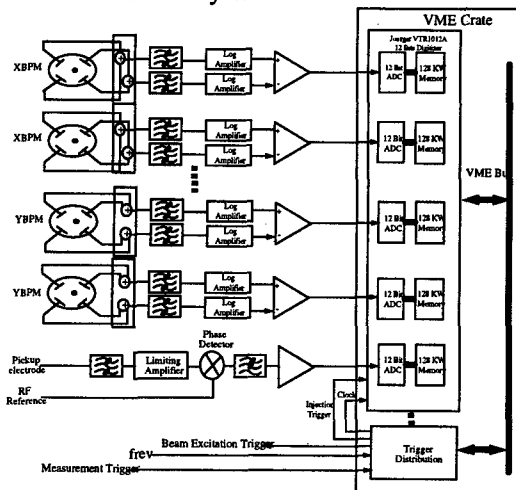 VME Crate
Joerger VTR1012A
12 Bit Digitizer
XBPM
Log
Amplifier
Log
Amplifier
+
-
12 Bit
ADC
128 KW
Memory
XBPM
Log
Amplifier
Log
Amplifier
+
-
12 Bit
ADC
128 KW
Memory
VME Bu
YBPM
Log
Amplifier
Log
Amplifier
+
-
12 Bit
ADC
128 KW
Memory
YBPM
Log
Amplifier
Log
Amplifier
+
-
12 Bit
ADC
128 KW
Memory
Phase
Detector
Pickup
electrode
Limiting
Amplifier
12 Bit
ADC
128 KW
Memory
RF
Reference
Injection
Trigger
Clock
Beam Excitation Trigger
frev
Measurement Trigger
Trigger
Distribution